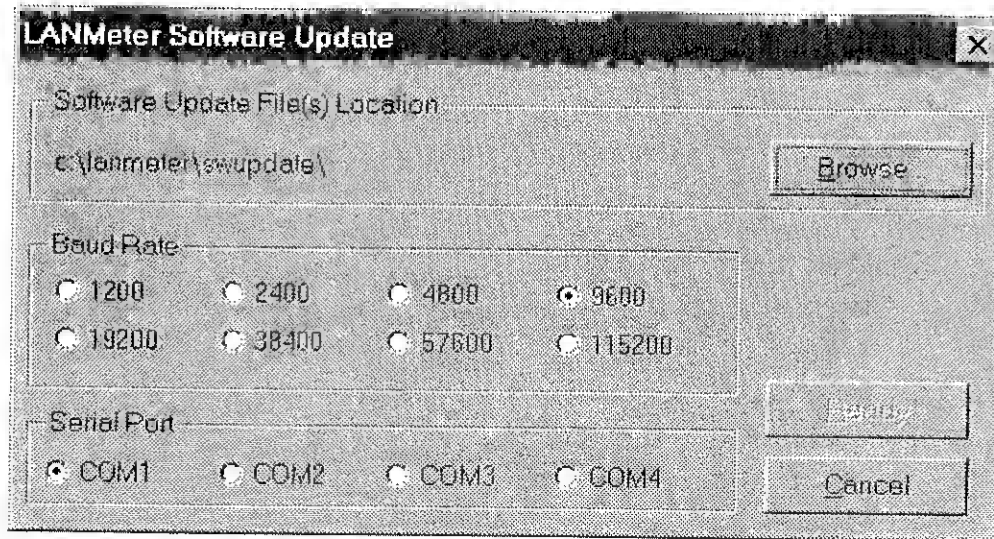 LANMeter Software Update
Software Update File(s) Location
c:\lanmeter\swupdate\
Browse...
Baud Rate
1200 2400 4800 9600
19200 38400 57600 115200
Serial Port
COM1 COM2 COM3 COM4
Cancel